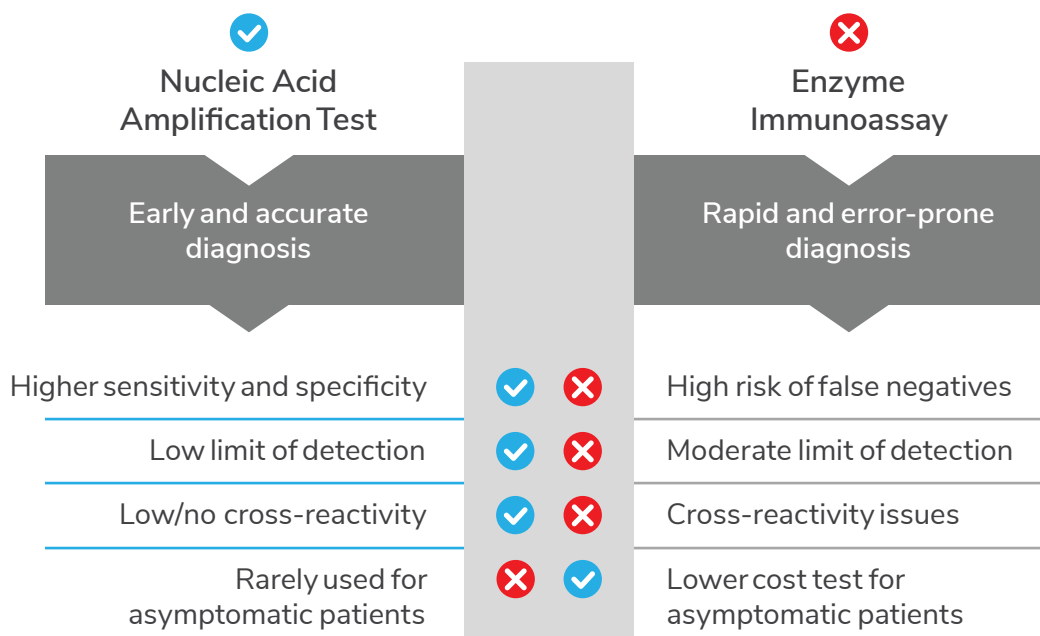 Nucleic Acid
Amplification Test
Enzyme
Immunoassay
Early and accurate
diagnosis
Rapid and error-prone
diagnosis
Higher sensitivity and specificity
High risk of false negatives
Low limit of detection
Moderate limit of detection
Low/no cross-reactivity
Cross-reactivity issues
Rarely used for
asymptomatic patients
Lower cost test for
asymptomatic patients